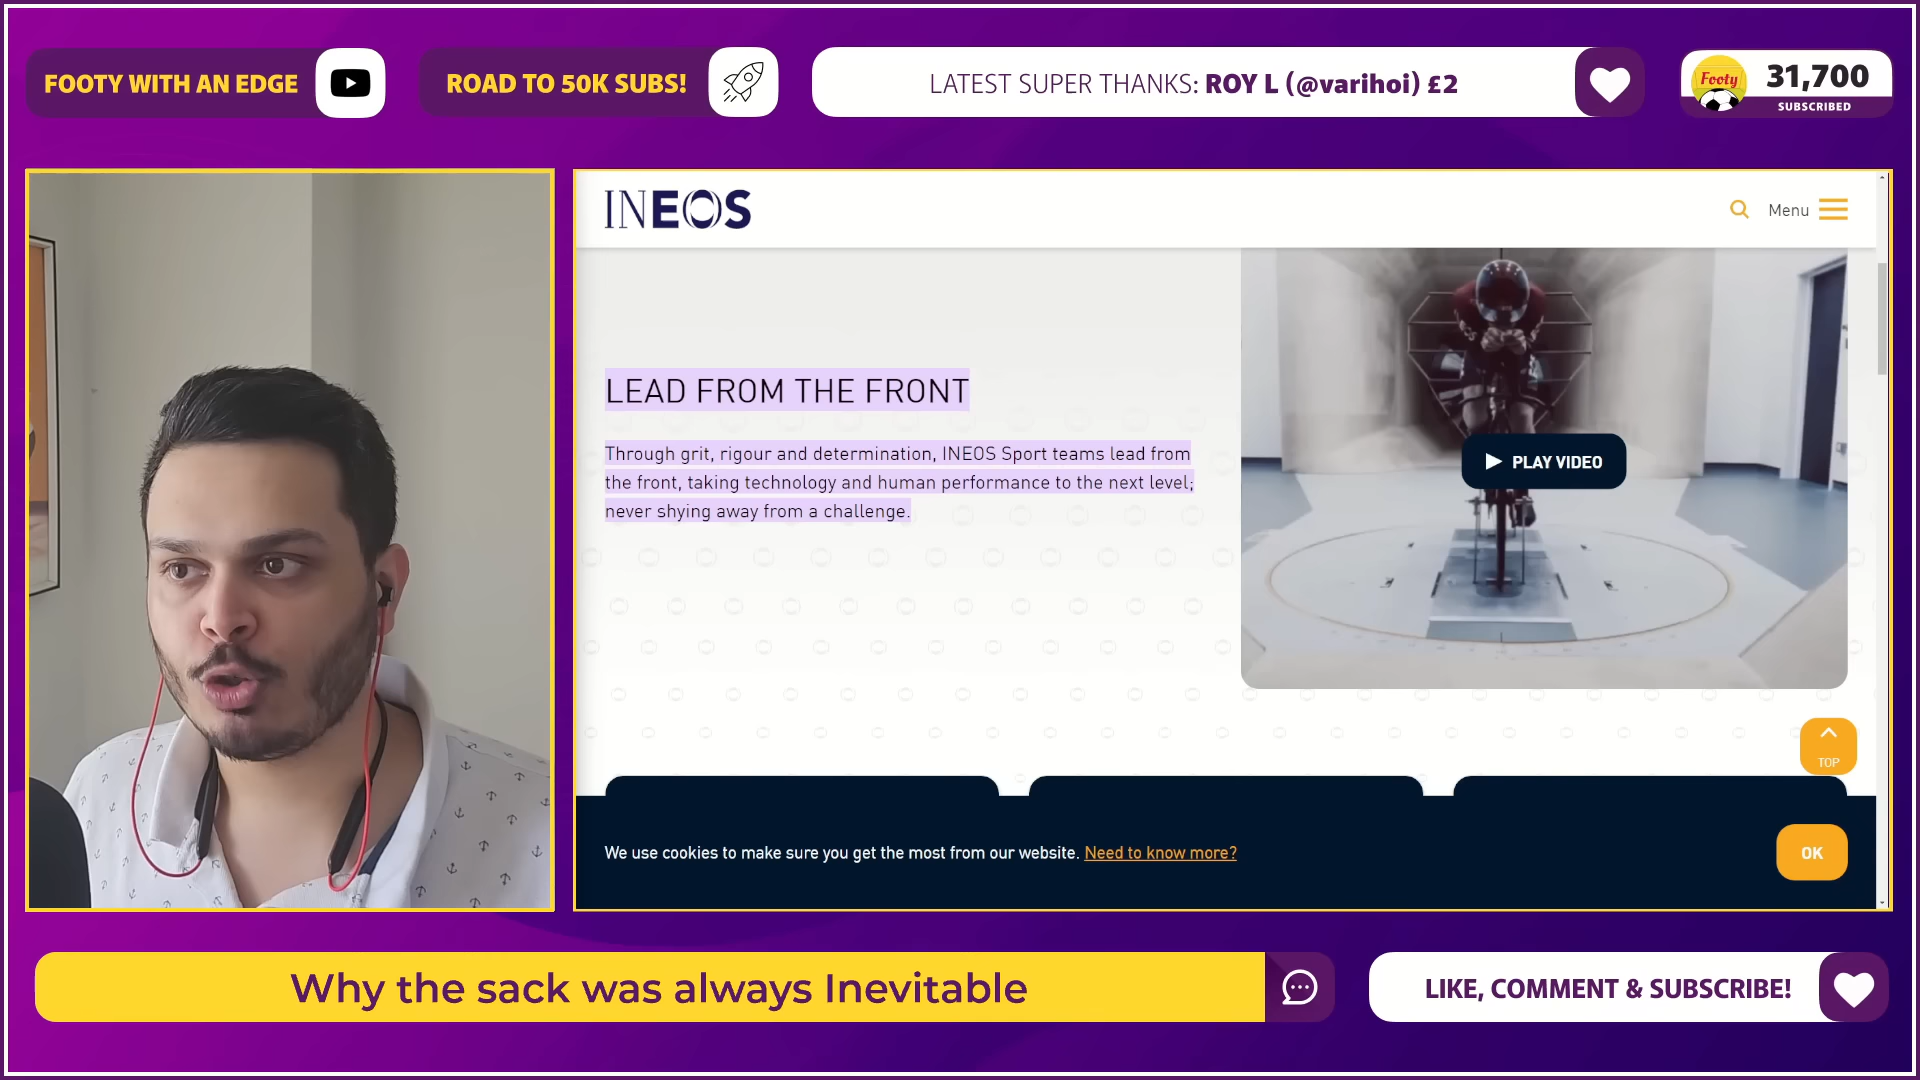 FOOTY WITH AN EDGE
ROAD TO 50K SUBS!
LATEST SUPER THANKS: ROY L (@varihoi) £2
Footy
31,700
SUBSCRIBED
INEOS
Menu
LEAD FROM THE FRONT
Through grit, rigour and determination, INEOS Sport teams lead from
the front, taking technology and human performance to the next level;
never shying away from a challenge.
PLAY VIDEO
TOP
We use cookies to make sure you get the most from our website. Need to know more?
OK
Why the sack was always Inevitable
LIKE, COMMENT & SUBSCRIBE!